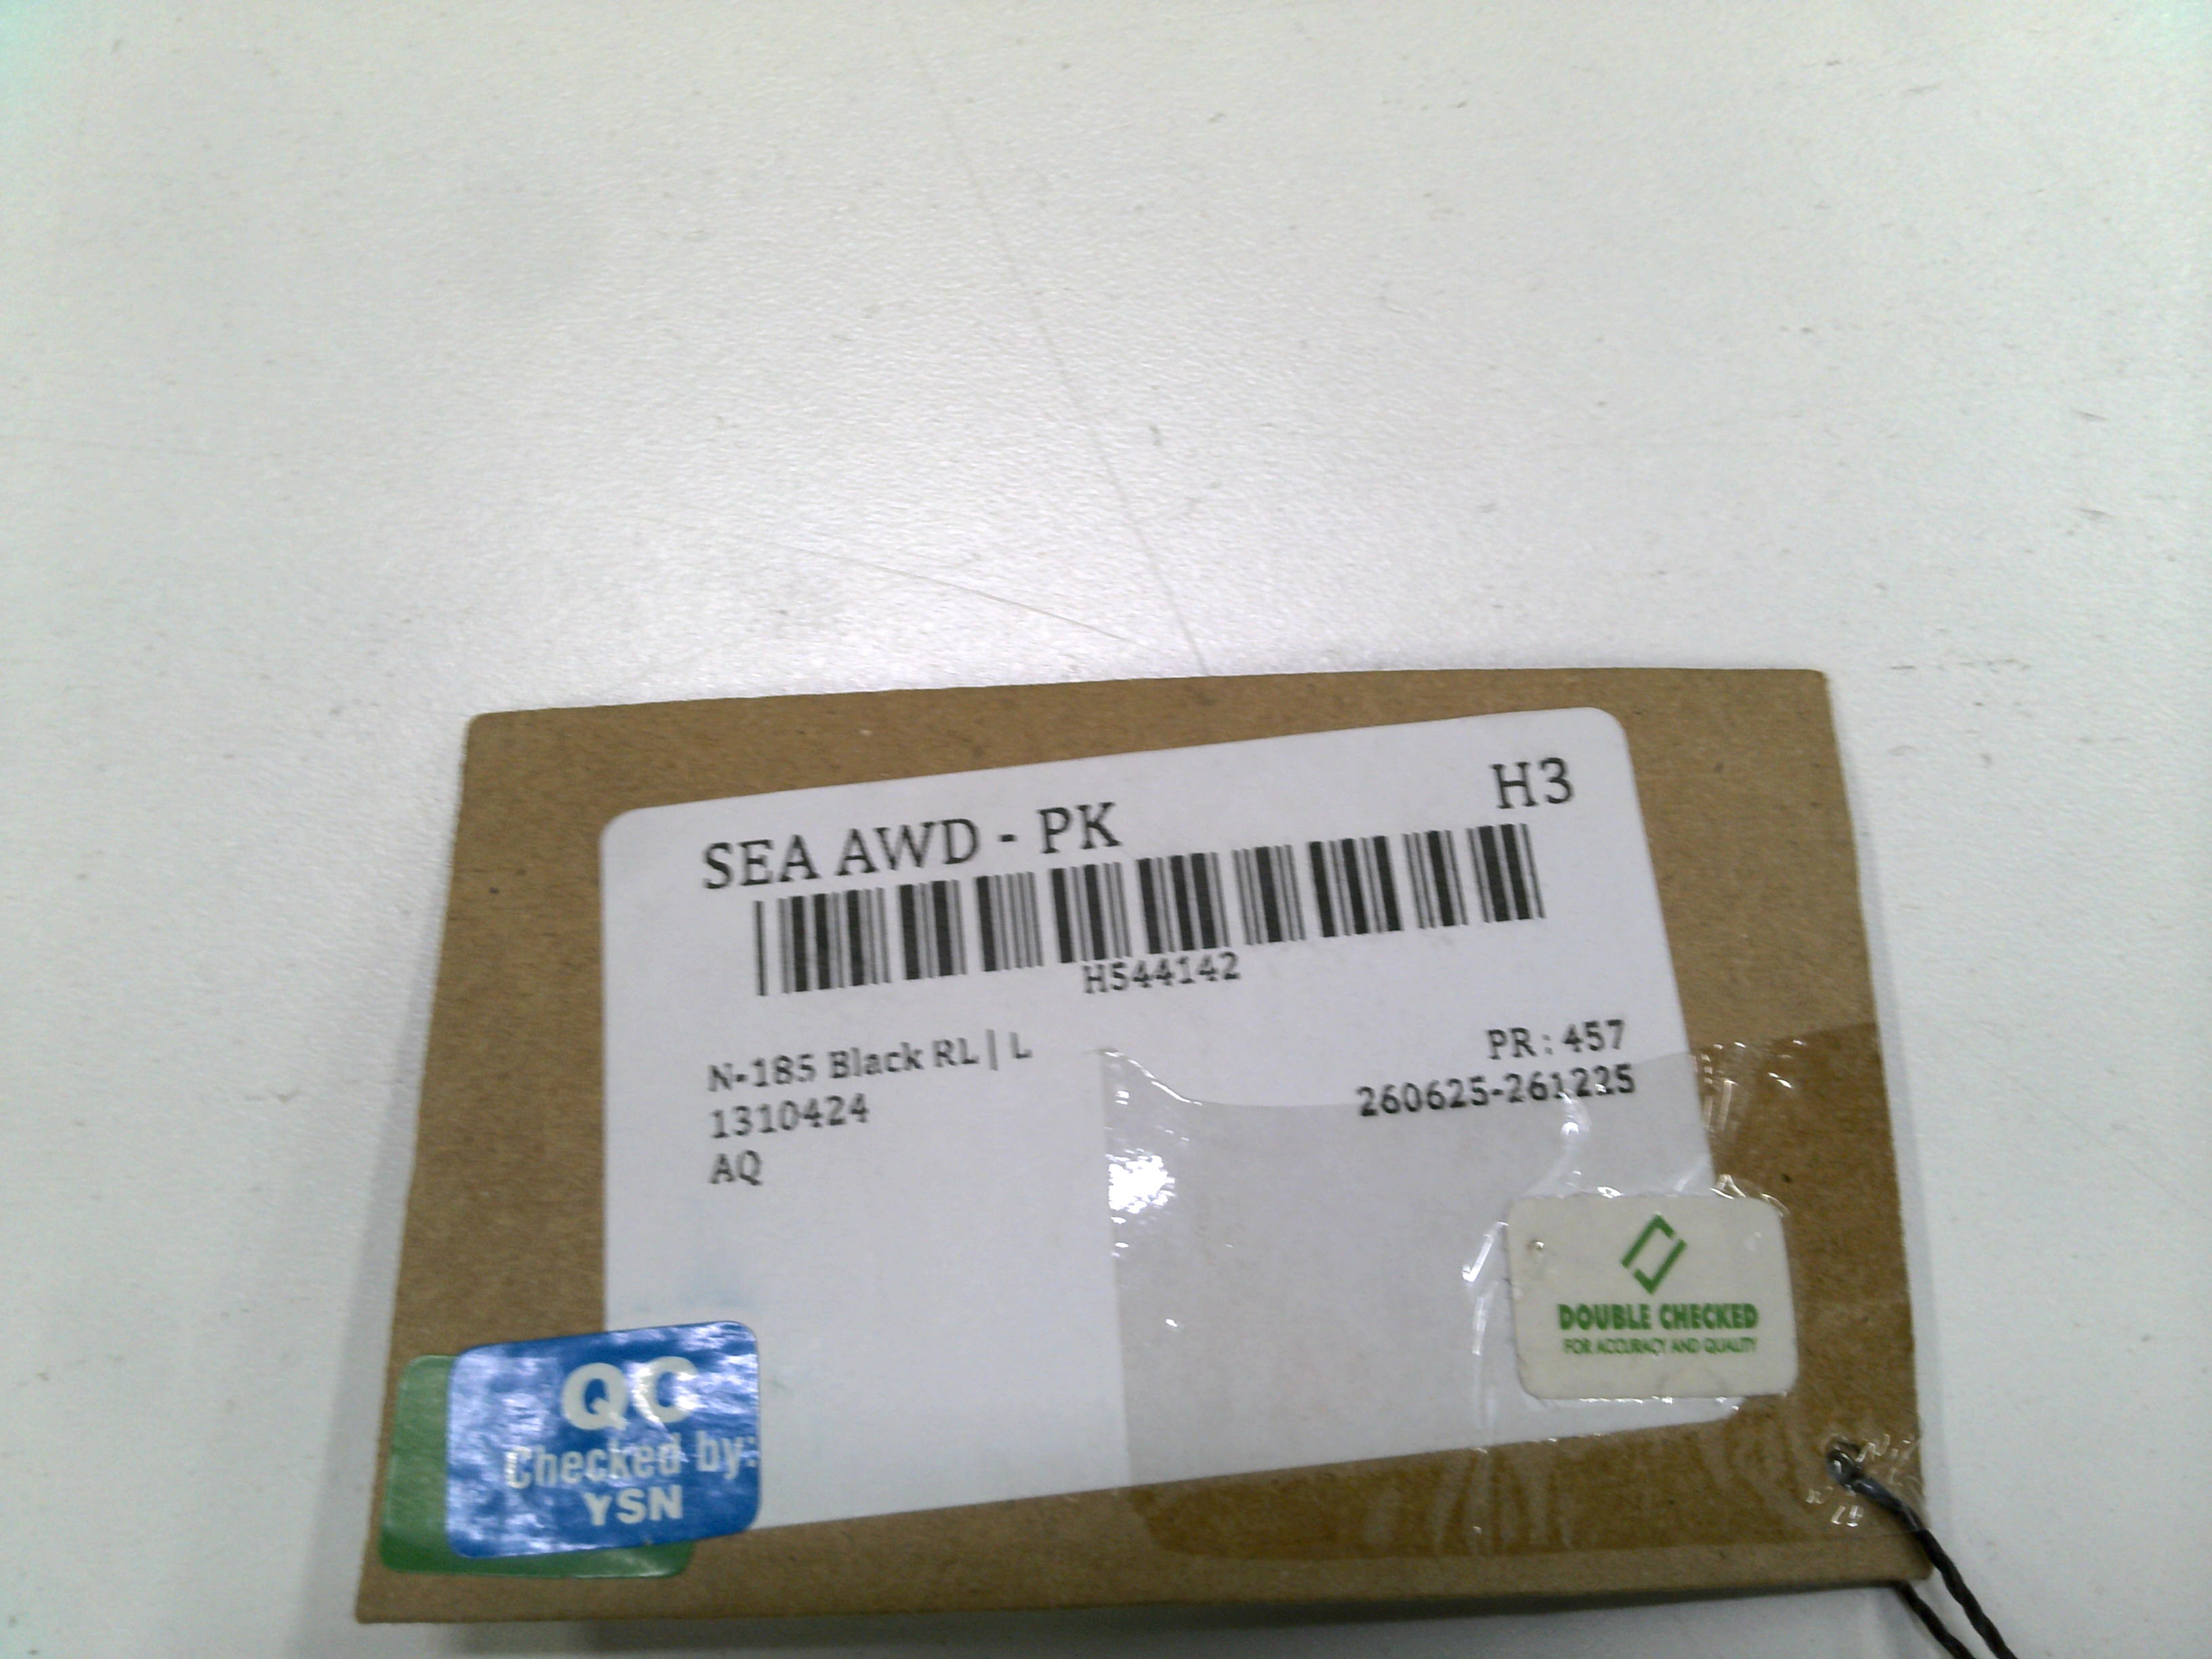 SEA AWD - PK
H3
H544142
N-185 Black RL | L
PR : 457
1310424
260625-261225
AQ
DOUBLE CHECKED
FOR ACCURACY AND QUALITY
QC
Checked by:
YSN